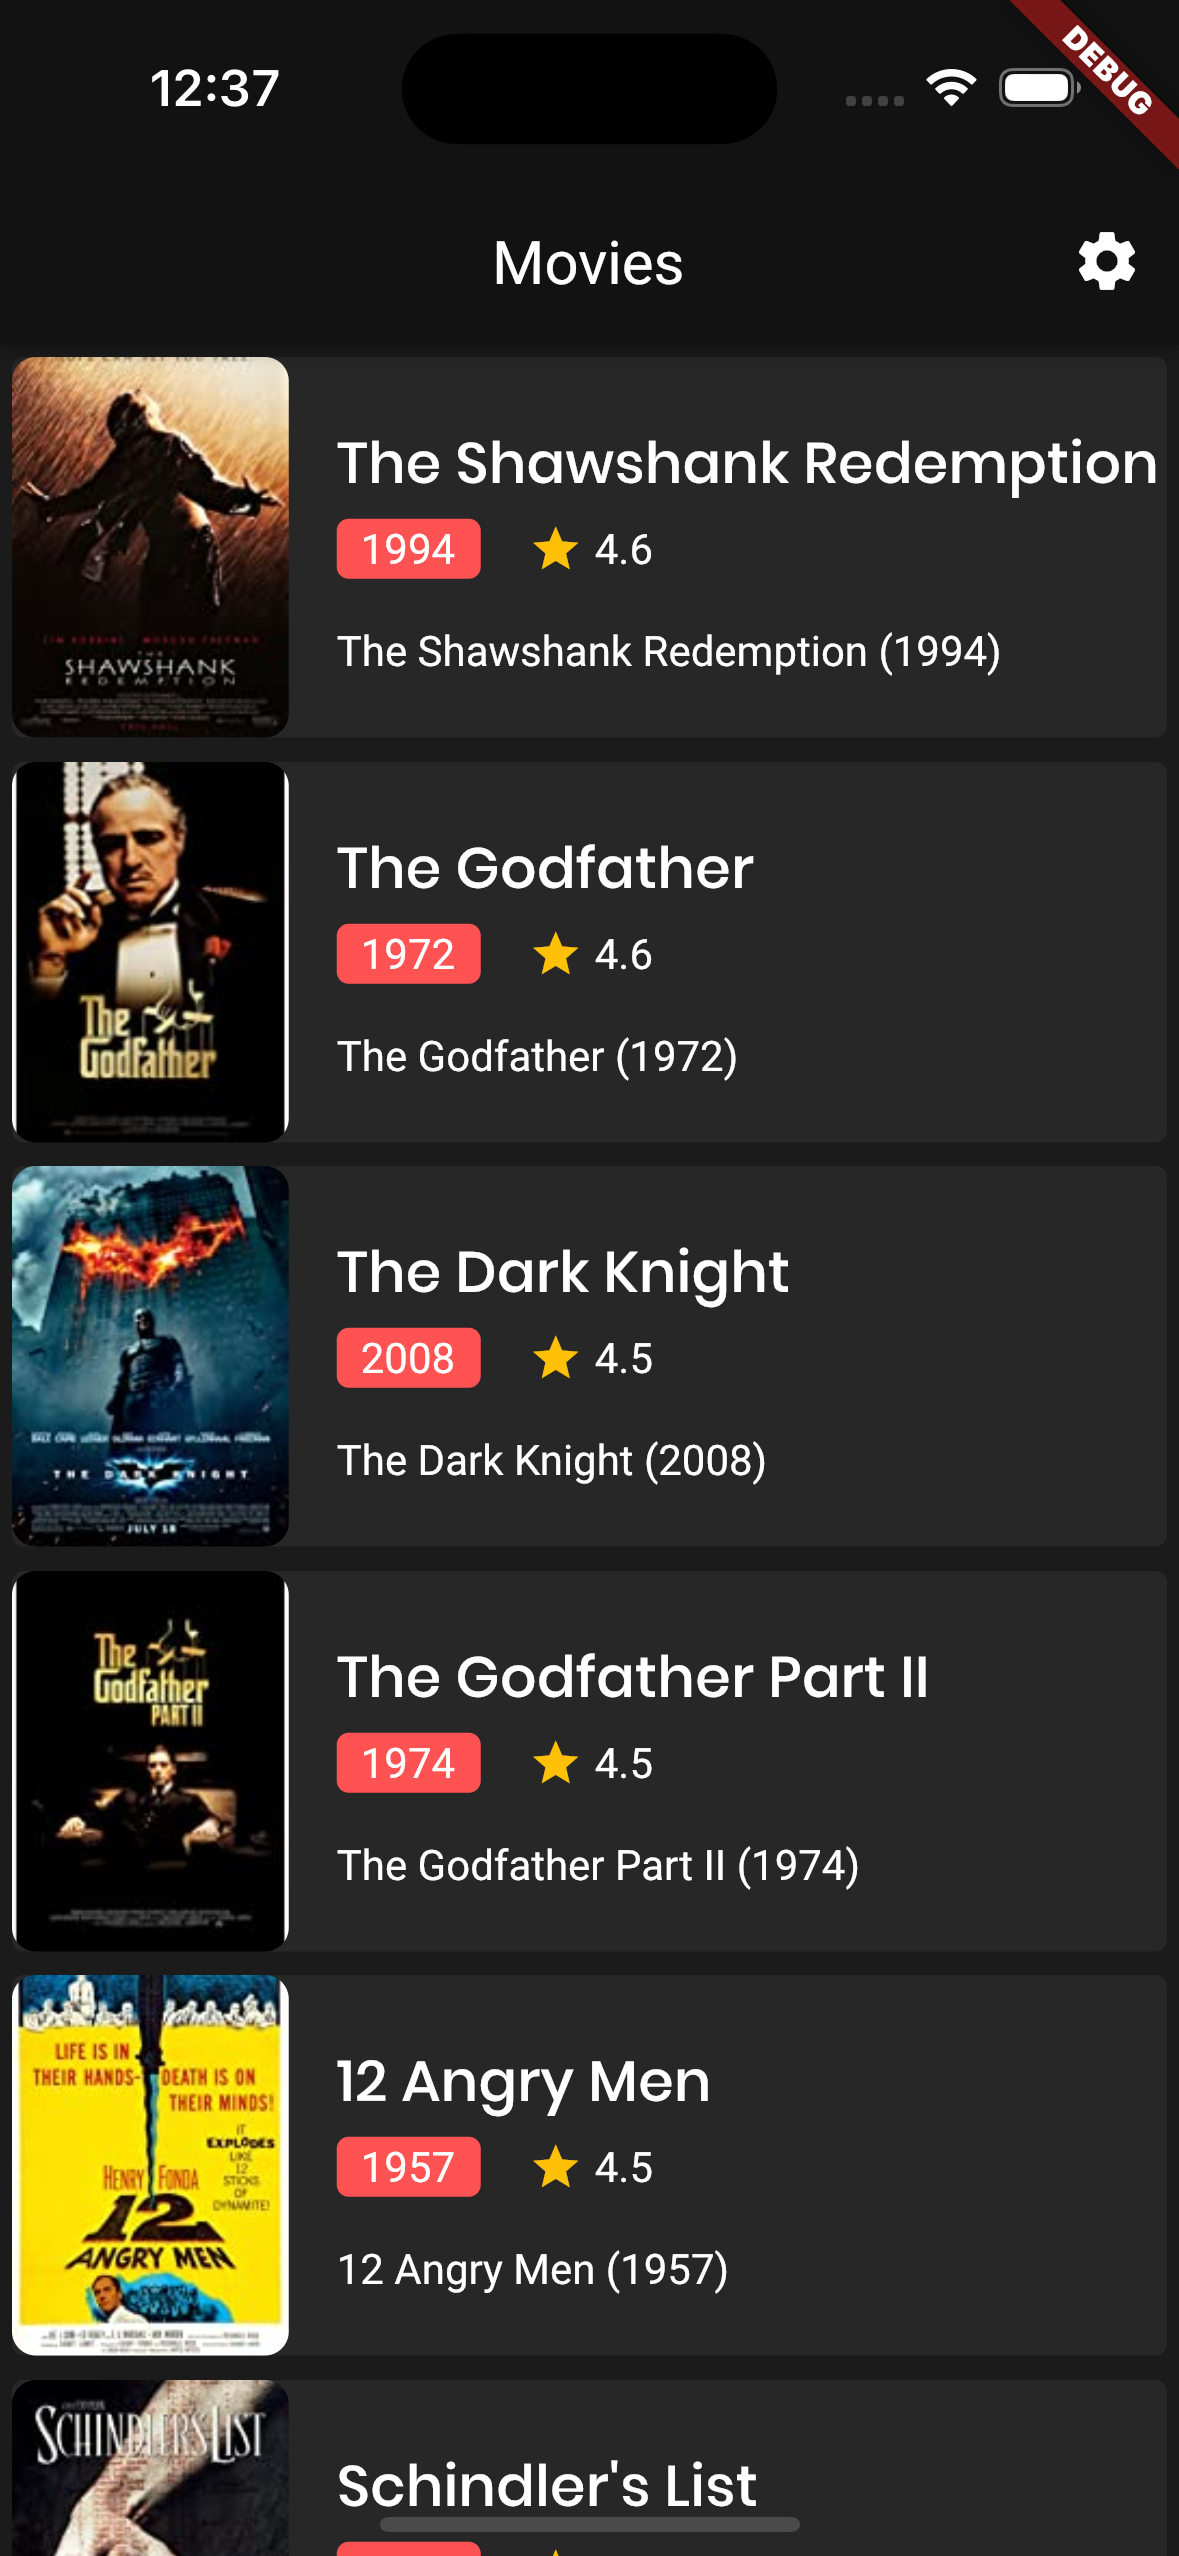 12:37
DEBUG
Movies
The Shawshank Redemption
1994 4.6
The Shawshank Redemption (1994)
SHAWSHANK
REDEMPTION
The Godfather
1972 4.6
The Godfather (1972)
The
Godfather
The Dark Knight
2008 4.5
The Dark Knight (2008)
THE DARK KNIGHT
JULY 18
The Godfather Part II
1974 4.5
The Godfather Part II (1974)
The
Godfather
PART II
12 Angry Men
1957 4.5
12 Angry Men (1957)
LIFE IS IN
THEIR HANDS-
DEATH IS ON
THEIR MINDS!
IT
EXPLODES
LIKE
12
STICKS
OF
DYNAMITE!
HENRY FONDA
12
ANGRY MEN
Schindler's List
SCHINDLER'S LIST